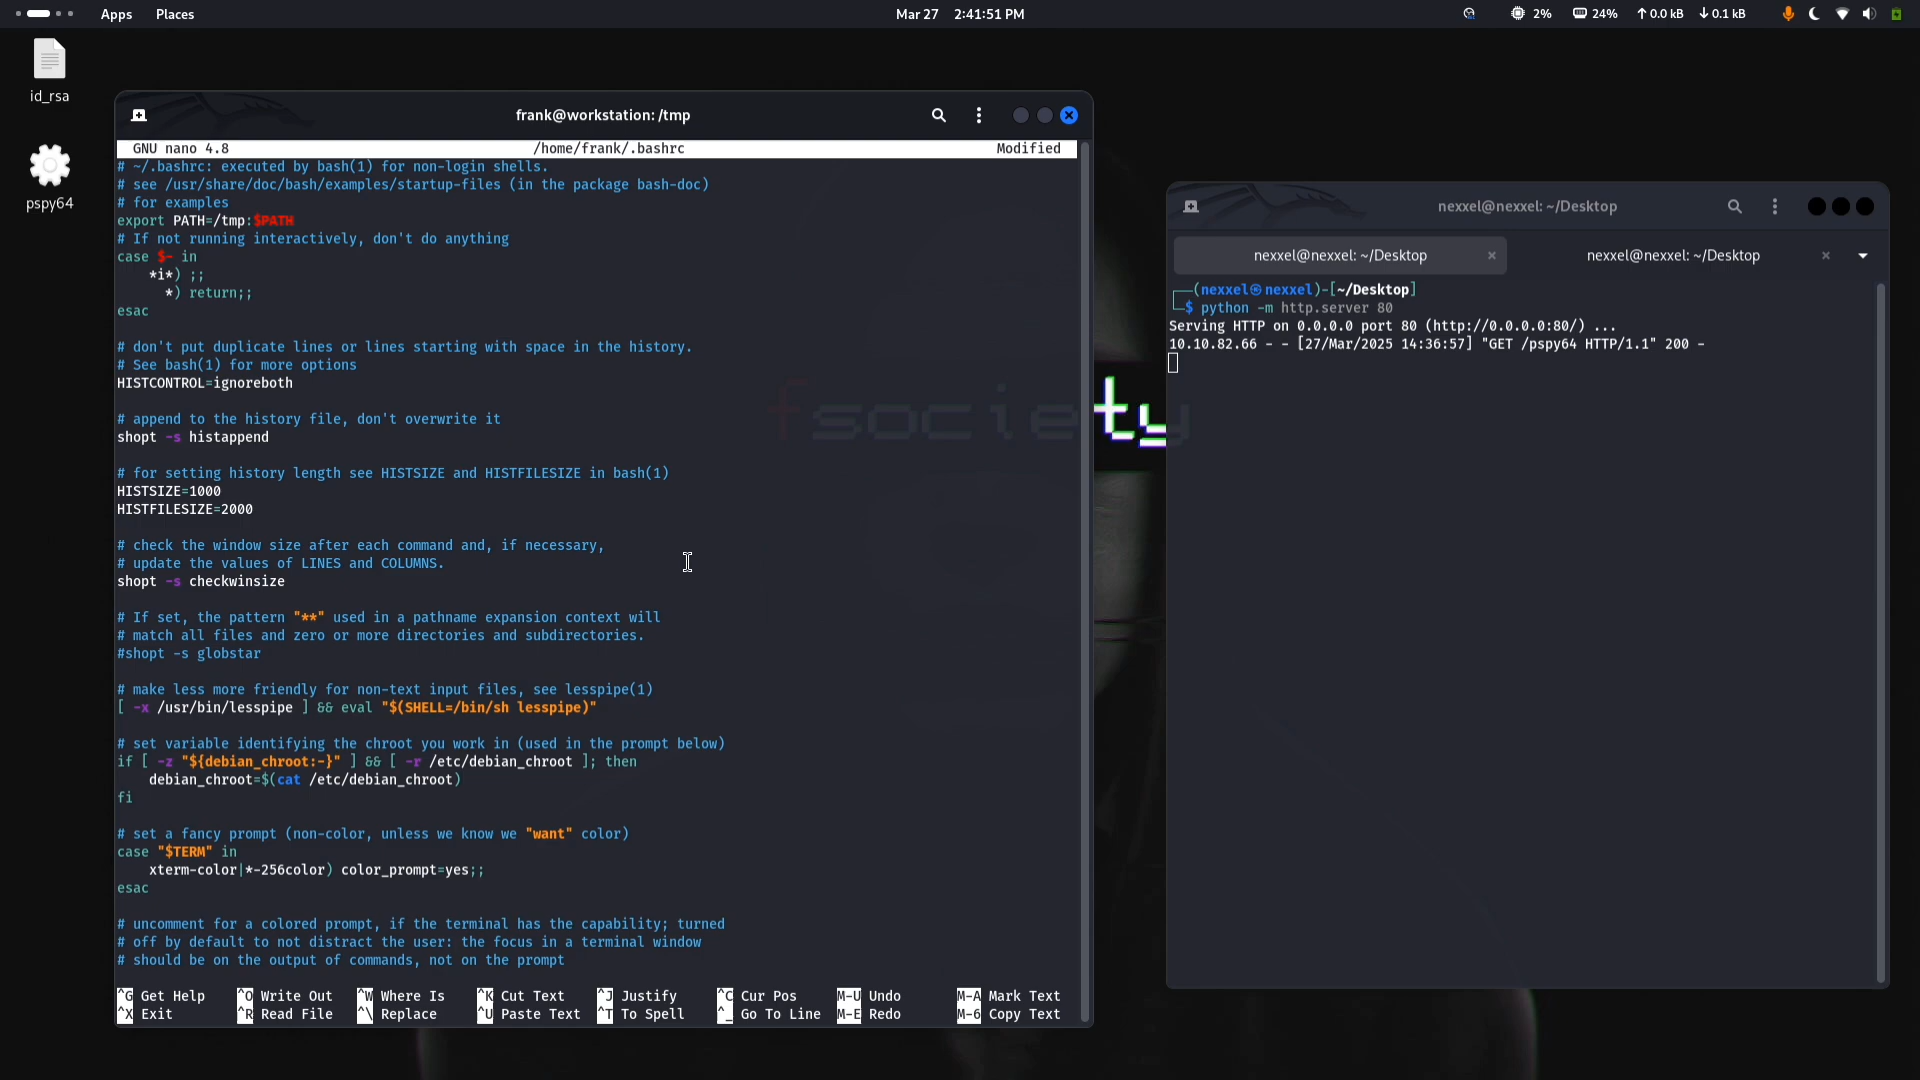 Apps Places Mar 27 2:41:51 PM 2% 24% ↑0.0 kB ↓0.1 kB
id_rsa
pspy64
frank@workstation: /tmp
GNU nano 4.8 /home/frank/.bashrc Modified
# ~/.bashrc: executed by bash(1) for non-login shells.
# see /usr/share/doc/bash/examples/startup-files (in the package bash-doc)
# for examples
export PATH=/tmp:$PATH
# If not running interactively, don't do anything
case $- in
    *i*) ;;
      *) return;;
esac
# don't put duplicate lines or lines starting with space in the history.
# See bash(1) for more options
HISTCONTROL=ignoreboth
# append to the history file, don't overwrite it
shopt -s histappend
# for setting history length see HISTSIZE and HISTFILESIZE in bash(1)
HISTSIZE=1000
HISTFILESIZE=2000
# check the window size after each command and, if necessary,
# update the values of LINES and COLUMNS.
shopt -s checkwinsize
# If set, the pattern "**" used in a pathname expansion context will
# match all files and zero or more directories and subdirectories.
#shopt -s globstar
# make less more friendly for non-text input files, see lesspipe(1)
[ -x /usr/bin/lesspipe ] && eval "$(SHELL=/bin/sh lesspipe)"
# set variable identifying the chroot you work in (used in the prompt below)
if [ -z "${debian_chroot:-}" ] && [ -r /etc/debian_chroot ]; then
    debian_chroot=$(cat /etc/debian_chroot)
fi
# set a fancy prompt (non-color, unless we know we "want" color)
case "$TERM" in
    xterm-color|*-256color) color_prompt=yes;;
esac
# uncomment for a colored prompt, if the terminal has the capability; turned
# off by default to not distract the user: the focus in a terminal window
# should be on the output of commands, not on the prompt
^G Get Help ^O Write Out ^W Where Is ^K Cut Text ^J Justify ^C Cur Pos M-U Undo M-A Mark Text
^X Exit ^R Read File ^\ Replace ^U Paste Text ^T To Spell ^_ Go To Line M-E Redo M-6 Copy Text
fsociety
nexxel@nexxel: ~/Desktop
nexxel@nexxel: ~/Desktop nexxel@nexxel: ~/Desktop
┌──(nexxel㉿nexxel)-[~/Desktop]
└─$ python -m http.server 80
Serving HTTP on 0.0.0.0 port 80 (http://0.0.0.0:80/) ...
10.10.82.66 - - [27/Mar/2025 14:36:57] "GET /pspy64 HTTP/1.1" 200 -